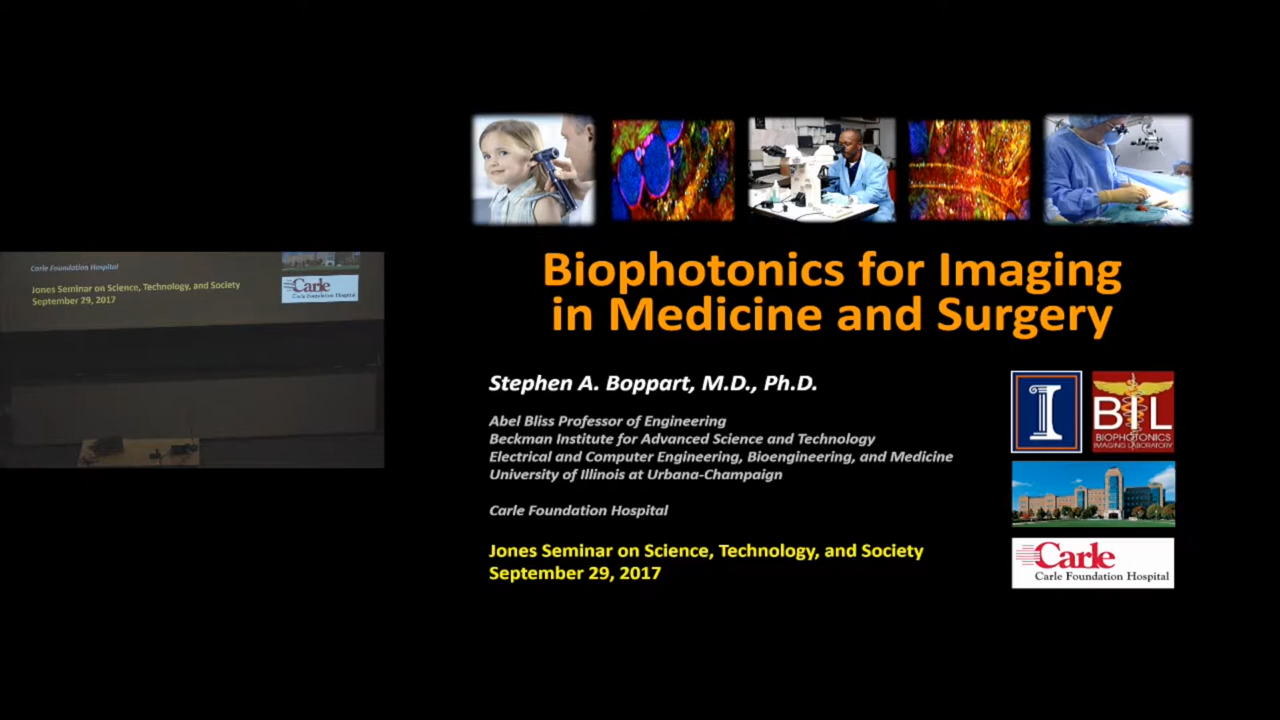 Carle Foundation Hospital
Jones Seminar on Science, Technology, and Society
September 29, 2017
Carle
Carle Foundation Hospital
Biophotonics for Imaging
in Medicine and Surgery
Stephen A. Boppart, M.D., Ph.D.
Abel Bliss Professor of Engineering
Beckman Institute for Advanced Science and Technology
Electrical and Computer Engineering, Bioengineering, and Medicine
University of Illinois at Urbana-Champaign
Carle Foundation Hospital
Jones Seminar on Science, Technology, and Society
September 29, 2017
I
BIL
BIOPHOTONICS
IMAGING LABORATORY
Carle
Carle Foundation Hospital